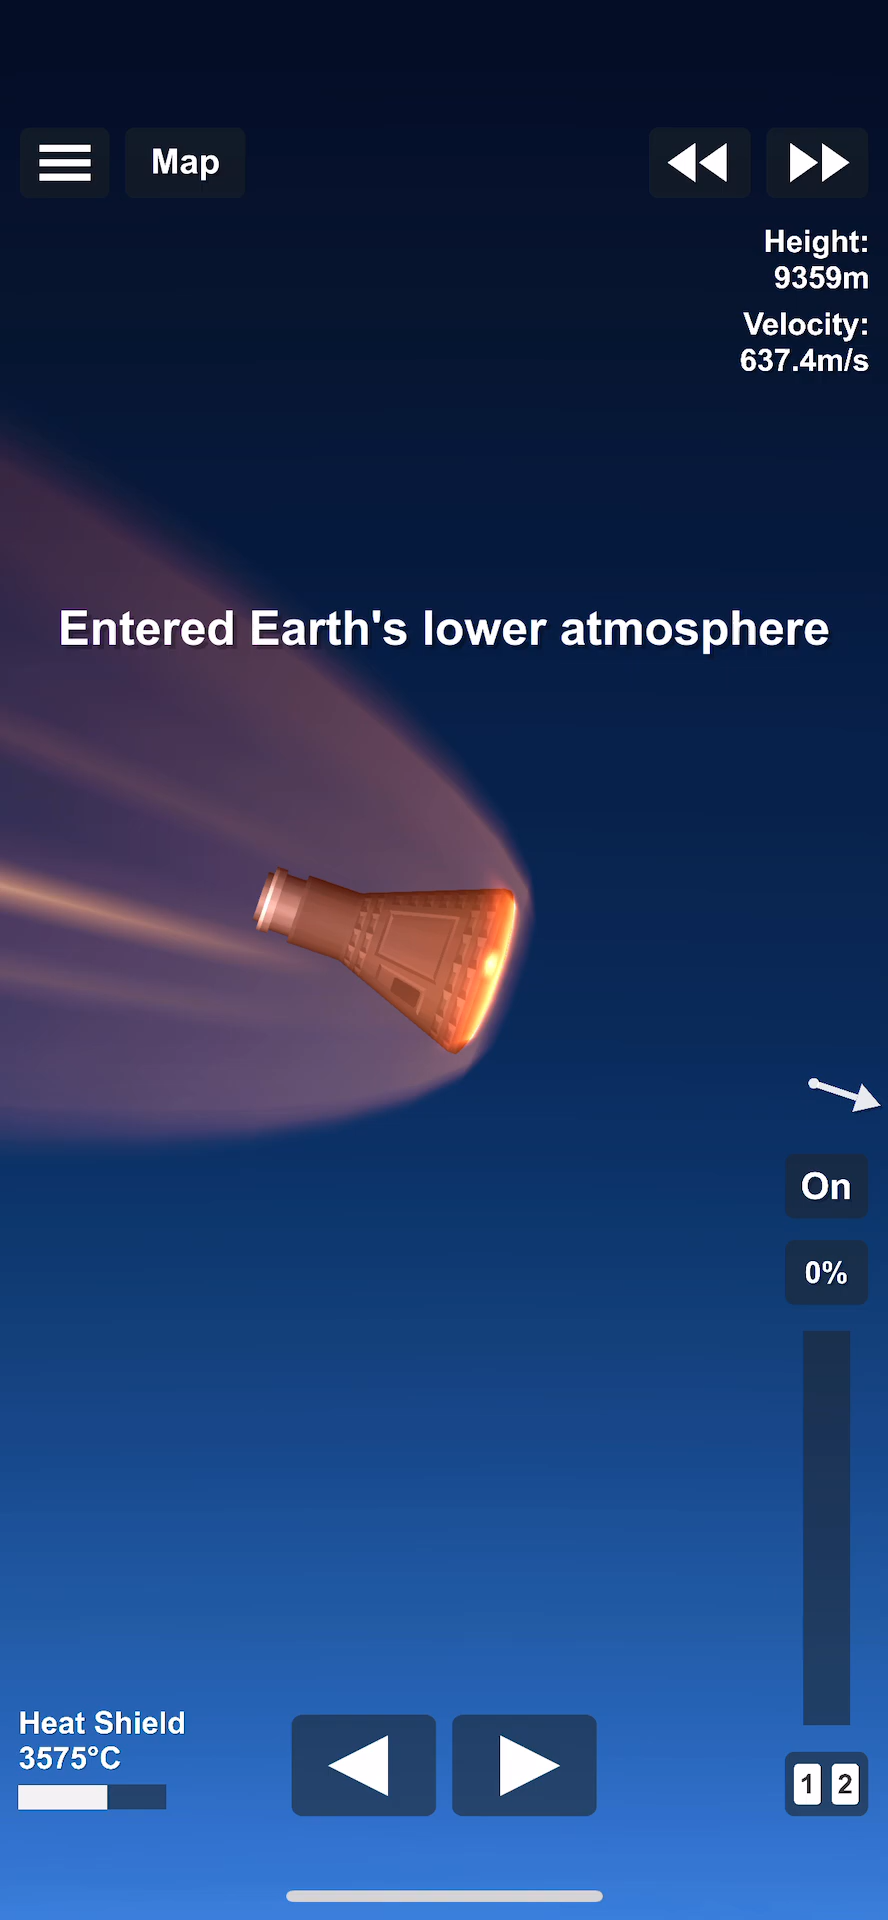 Map
Height:
9359m
Velocity:
637.4m/s
Entered Earth's lower atmosphere
On
0%
Heat Shield
3575°C
1 2